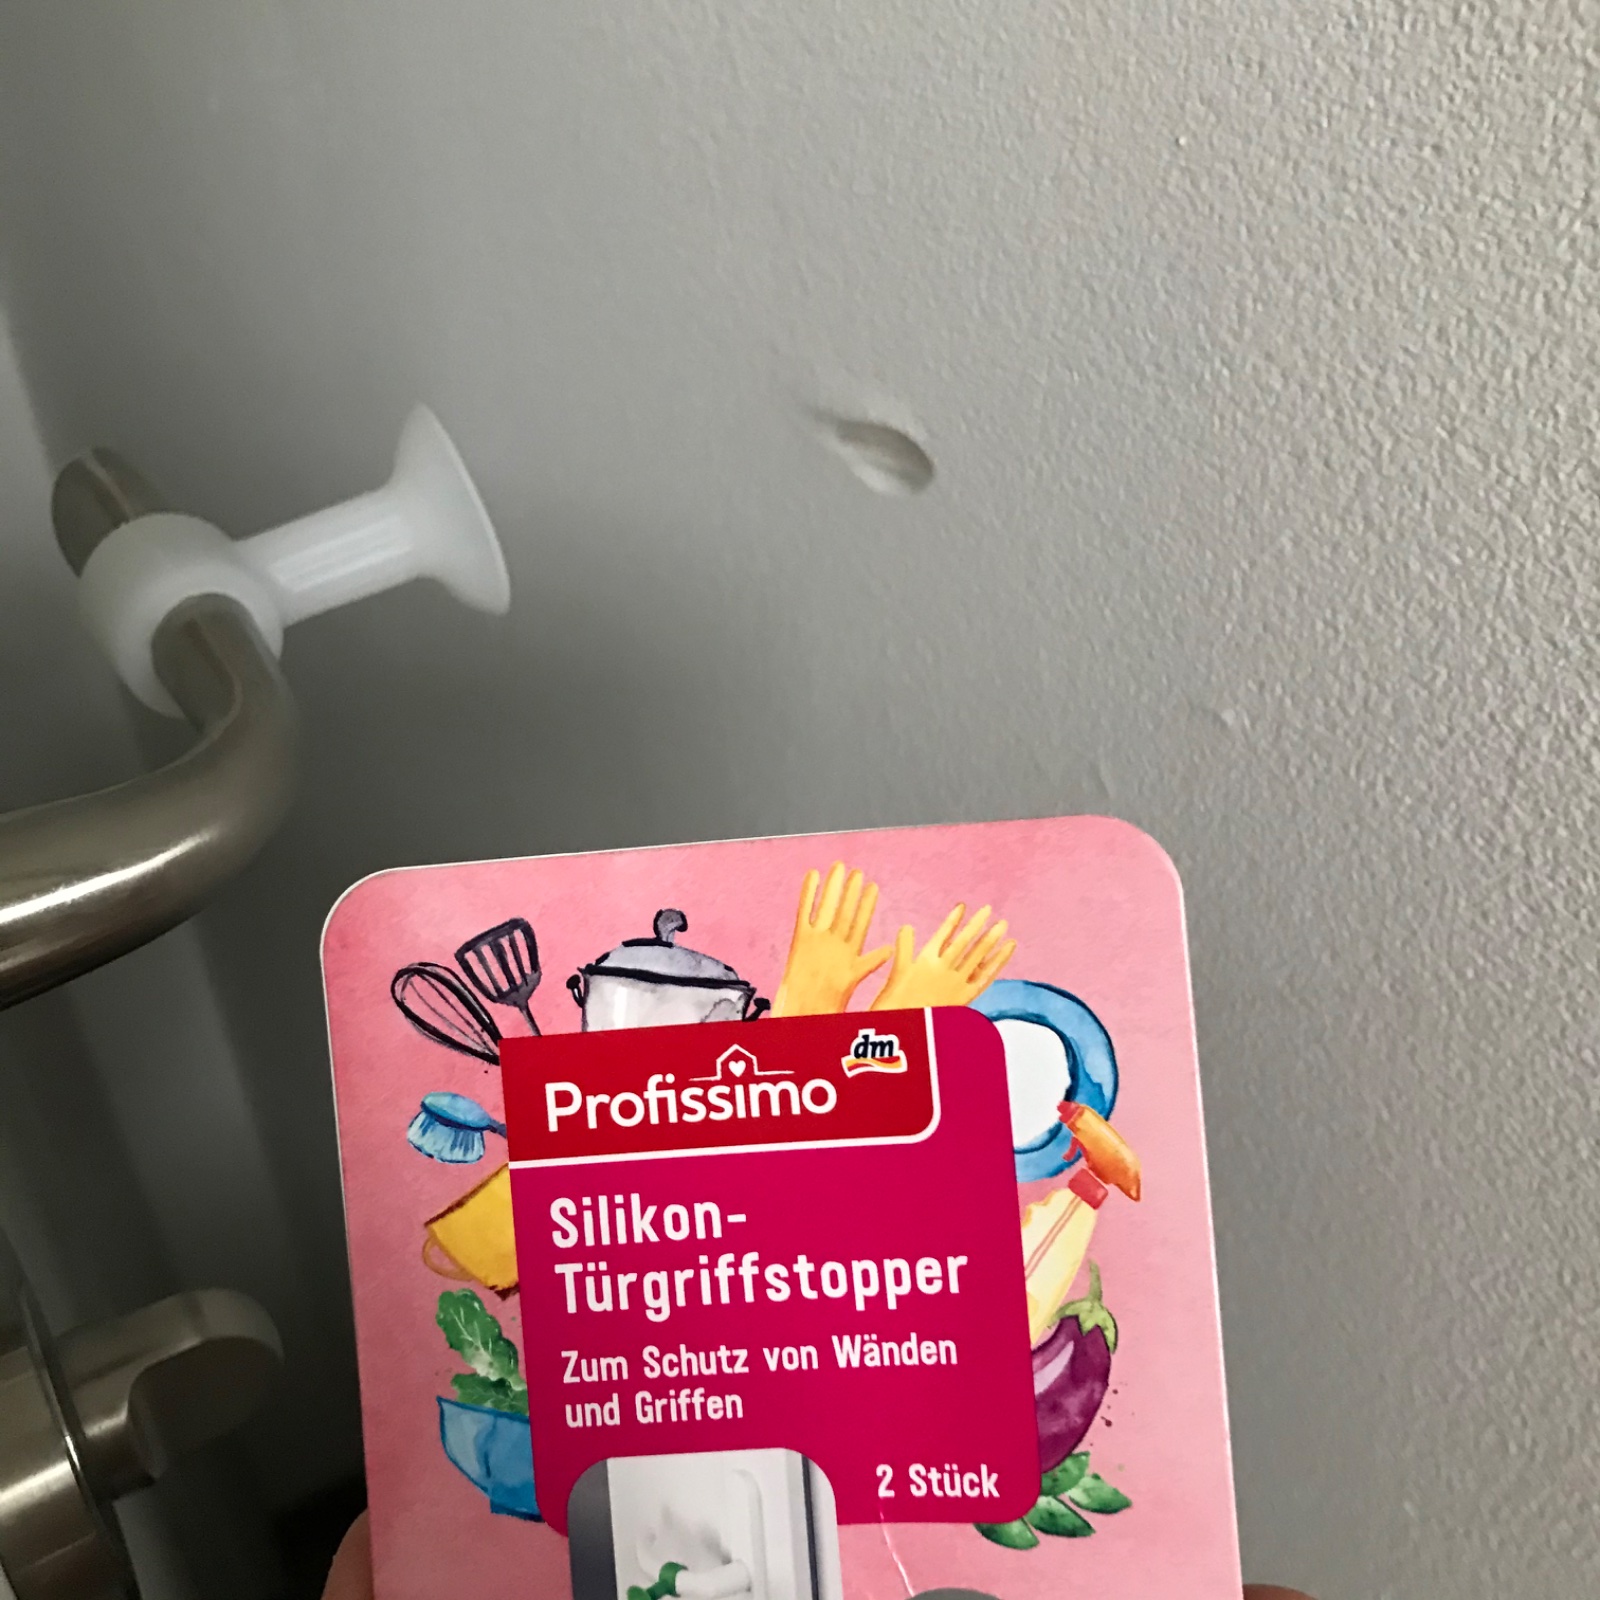 Profissimo
dm
Silikon-
Türgriffstopper
Zum Schutz von Wänden
und Griffen
2 Stück